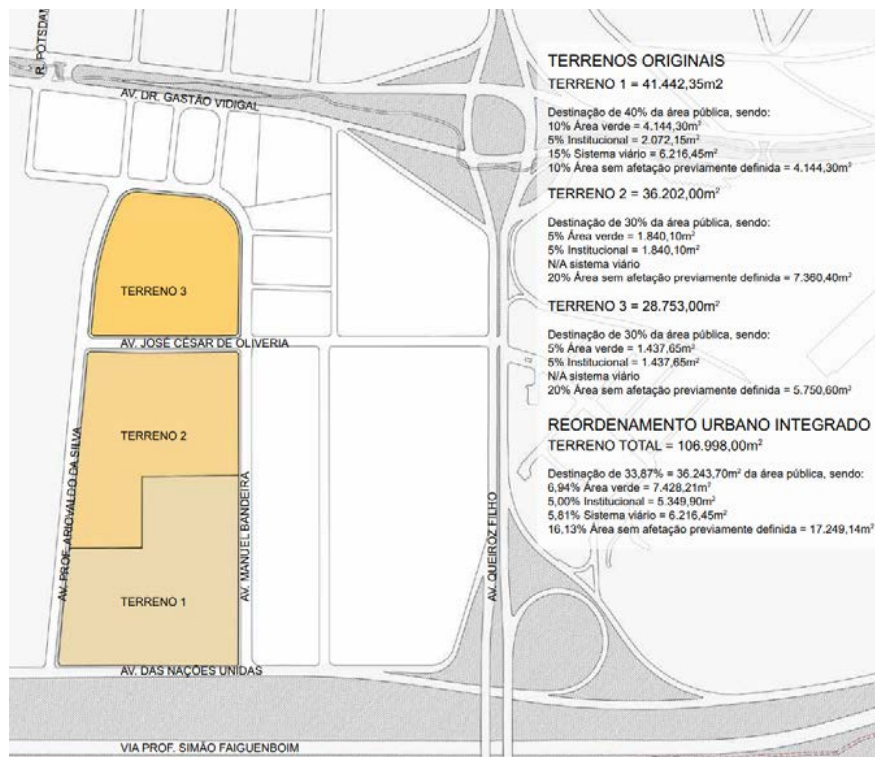 R. POTSDAM
AV. DR. GASTÃO VIDIGAL
TERRENO 3
AV. JOSÉ CÉSAR DE OLIVERIA
TERRENO 2
AV. PROF. ARIOVALDO DA SILVA
AV. MANUEL BANDEIRA
TERRENO 1
AV. QUEIRÓZ FILHO
AV. DAS NAÇÕES UNIDAS
VIA PROF. SIMÃO FAIGUENBOIM
TERRENOS ORIGINAIS
TERRENO 1 = 41.442,35m2
Destinação de 40% da área pública, sendo:
10% Área verde = 4.144,30m²
5% Institucional = 2.072,15m²
15% Sistema viário = 6.216,45m²
10% Área sem afetação previamente definida = 4.144,30m²
TERRENO 2 = 36.202,00m²
Destinação de 30% da área pública, sendo:
5% Área verde = 1.840,10m²
5% Institucional = 1.840,10m²
N/A sistema viário
20% Área sem afetação previamente definida = 7.360,40m²
TERRENO 3 = 28.753,00m²
Destinação de 30% da área pública, sendo:
5% Área verde = 1.437,65m²
5% Institucional = 1.437,65m²
N/A sistema viário
20% Área sem afetação previamente definida = 5.750,60m²
REORDENAMENTO URBANO INTEGRADO
TERRENO TOTAL = 106.998,00m²
Destinação de 33,87% = 36.243,70m² da área pública, sendo:
6,94% Área verde = 7.428,21m²
5,00% Institucional = 5.349,90m²
5,81% Sistema viário = 6.216,45m²
16,13% Área sem afetação previamente definida = 17.249,14m²